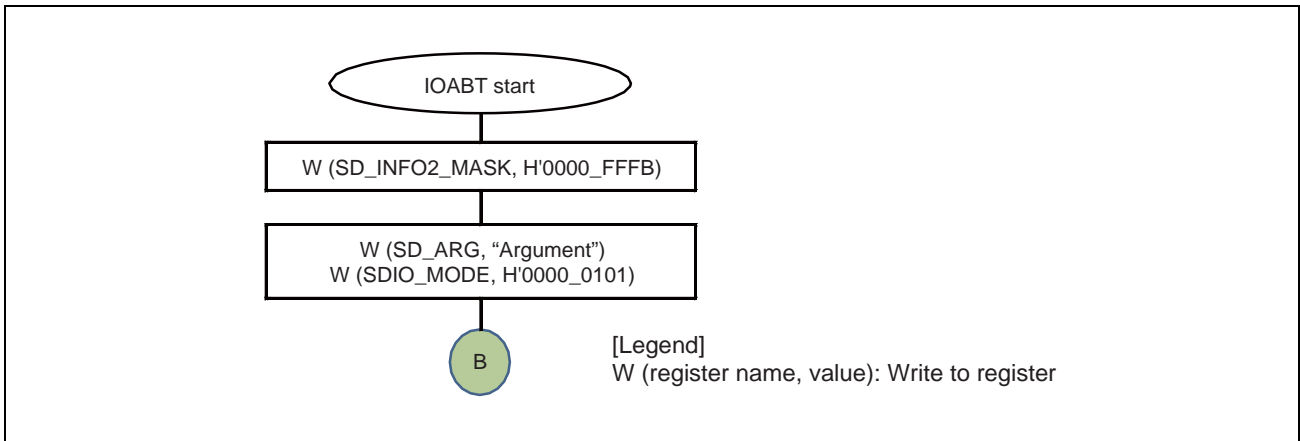 IOABT start
W (SD_INFO2_MASK, H'0000_FFFB)
W (SD_ARG, “Argument”)
W (SDIO_MODE, H'0000_0101)
B
[Legend]
W (register name, value): Write to register